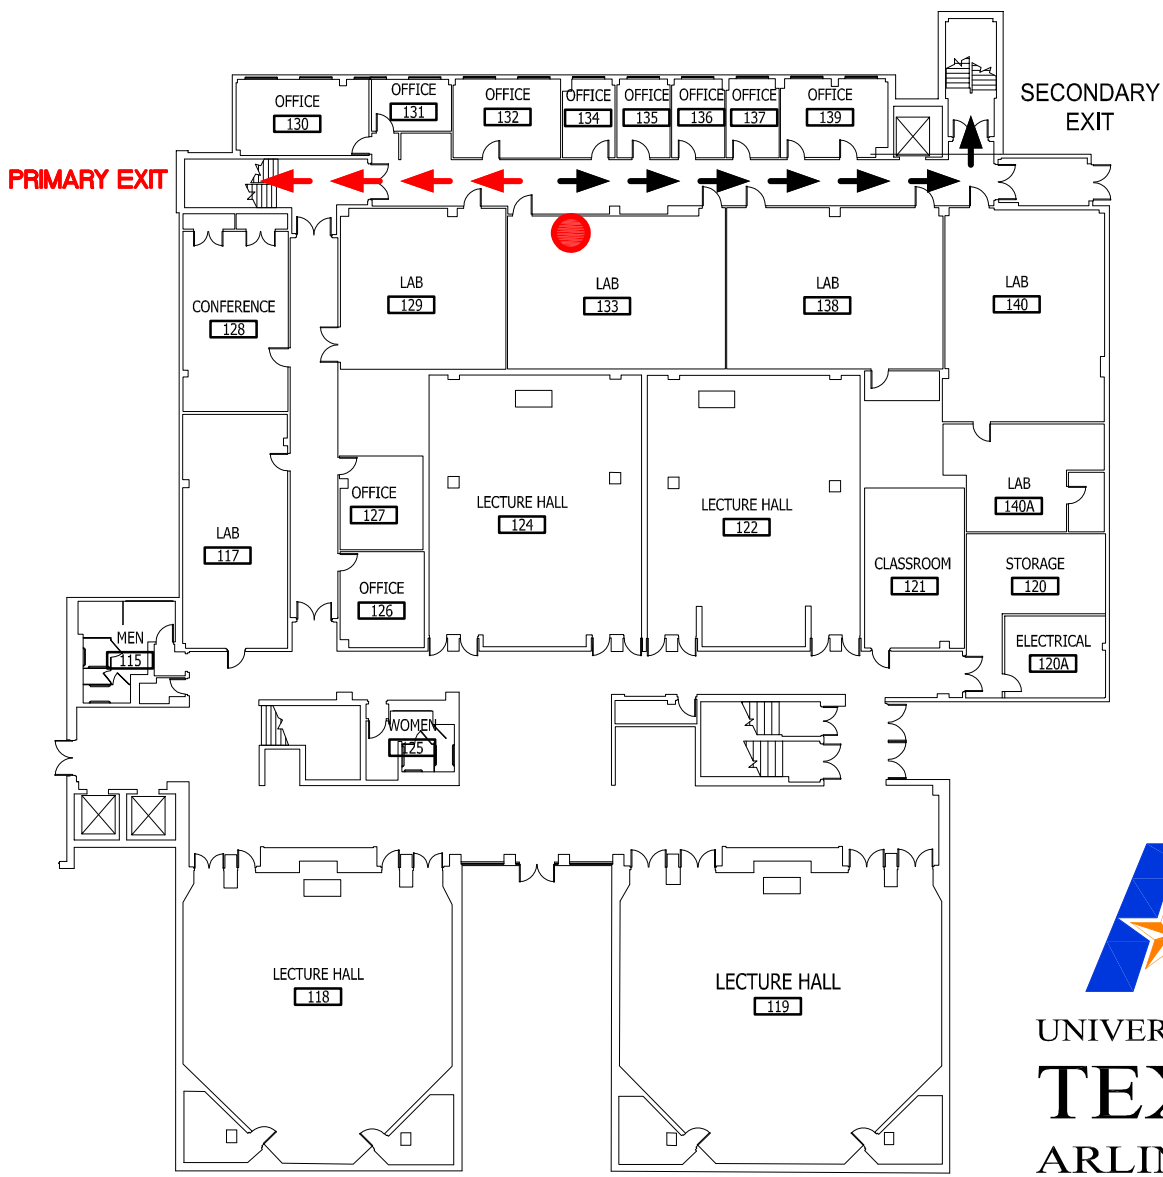 SECONDARY
EXIT
PRIMARY EXIT
OFFICE
130
OFFICE
131
OFFICE
132
OFFICE
134
OFFICE
135
OFFICE
136
OFFICE
137
OFFICE
139
LAB
129
LAB
133
LAB
138
LAB
140
CONFERENCE
128
LAB
140A
OFFICE
127
LECTURE HALL
124
LECTURE HALL
122
LAB
117
CLASSROOM
121
STORAGE
120
OFFICE
126
MEN
115
ELECTRICAL
120A
WOMEN
125
LECTURE HALL
118
LECTURE HALL
119
UNIVER
TEX
ARLIN